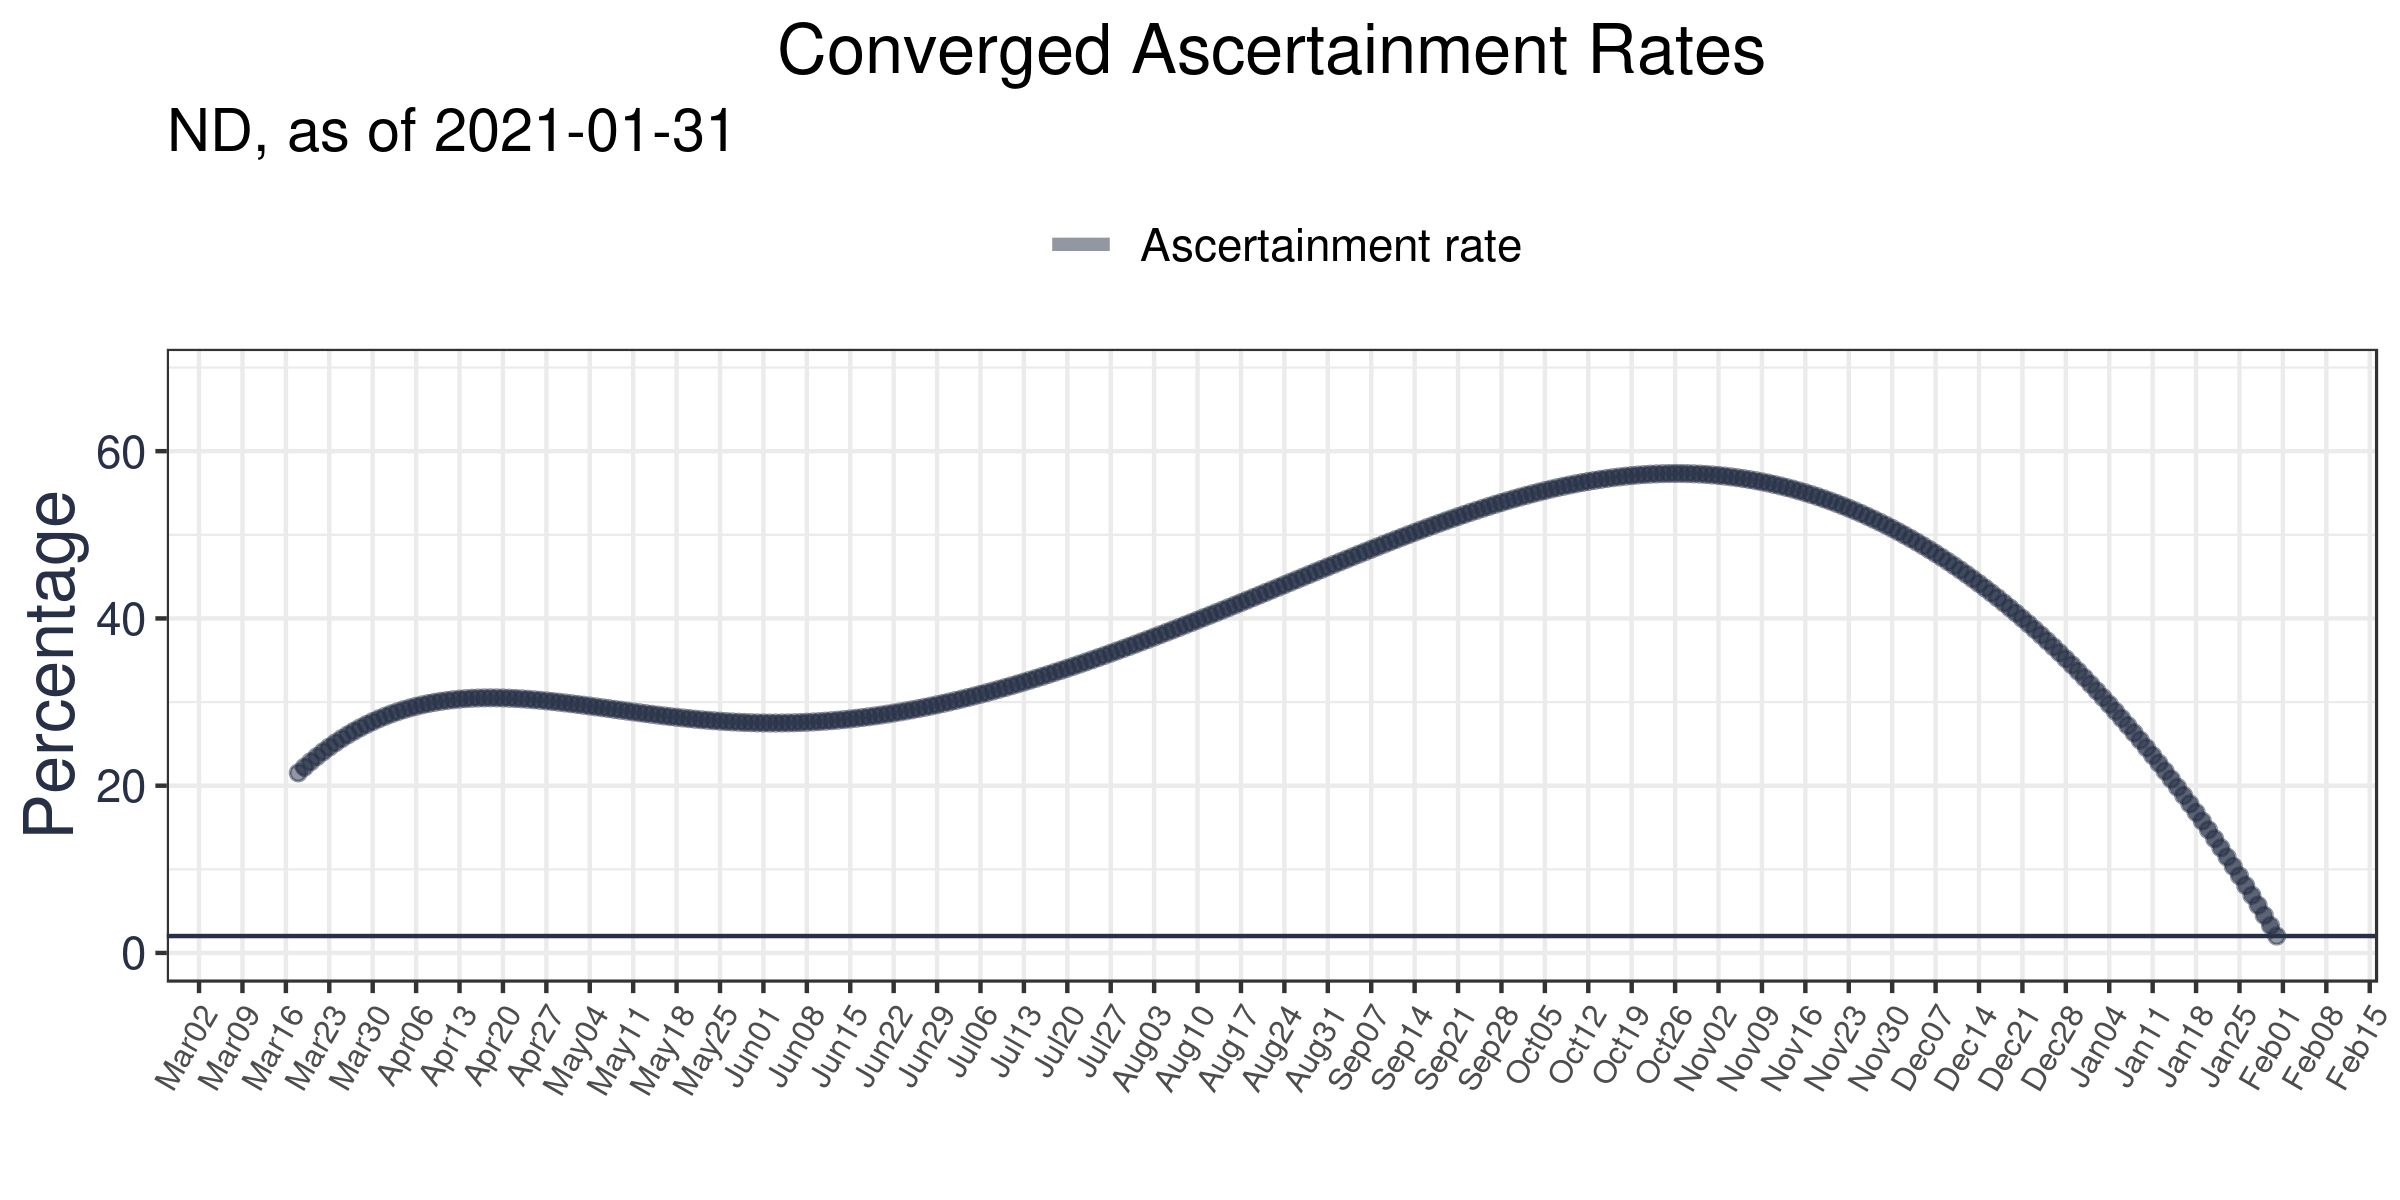 Converged Ascertainment Rates
ND, as of 2021-01-31
Ascertainment rate
Percentage
60
40
20
0
Mar02 Mar09 Mar16 Mar23 Mar30 Apr06 Apr13 Apr20 Apr27 May04 May11 May18 May25 Jun01 Jun08 Jun15 Jun22 Jun29 Jul06 Jul13 Jul20 Jul27 Aug03 Aug10 Aug17 Aug24 Aug31 Sep07 Sep14 Sep21 Sep28 Oct05 Oct12 Oct19 Oct26 Nov02 Nov09 Nov16 Nov23 Nov30 Dec07 Dec14 Dec21 Dec28 Jan04 Jan11 Jan18 Jan25 Feb01 Feb08 Feb15